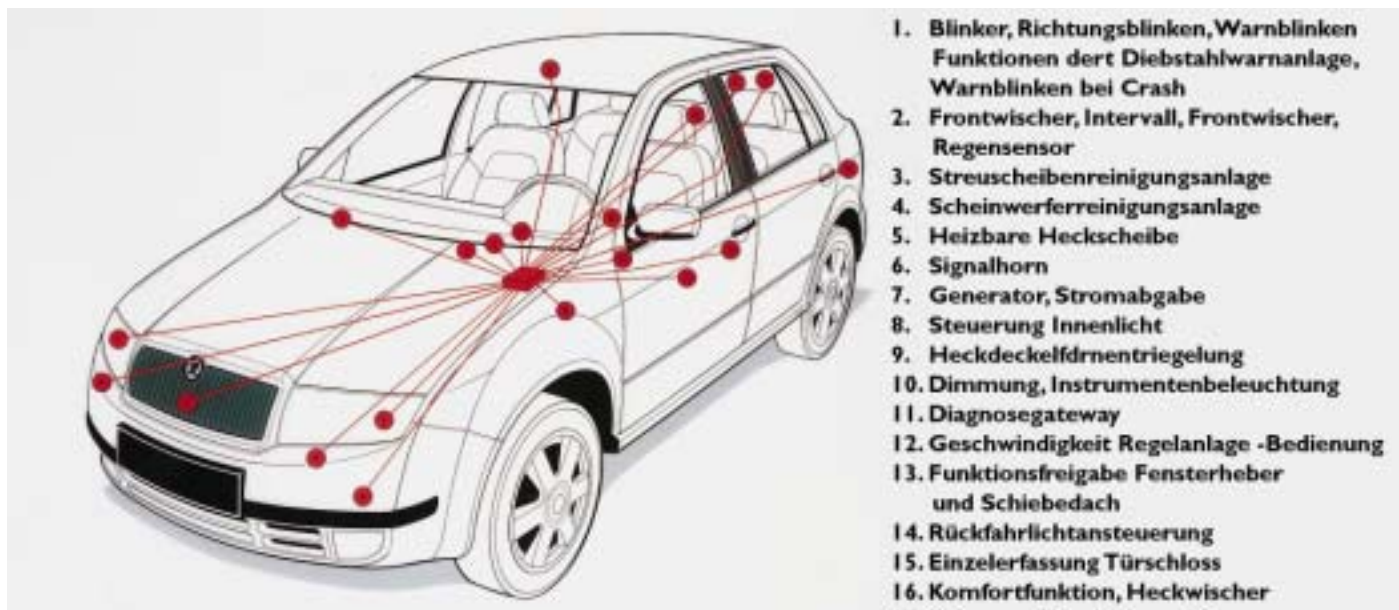 1. Blinker, Richtungsblinken, Warnblinken
Funktionen dert Diebstahlwarnanlage,
Warnblinken bei Crash
2. Frontwischer, Intervall, Frontwischer,
Regensensor
3. Streuscheibenreinigungsanlage
4. Scheinwerferreinigungsanlage
5. Heizbare Heckscheibe
6. Signalhorn
7. Generator, Stromabgabe
8. Steuerung Innenlicht
9. Heckdeckelfdrnentriegelung
10. Dimmung, Instrumentenbeleuchtung
11. Diagnosegateway
12. Geschwindigkeit Regelanlage -Bedienung
13. Funktionsfreigabe Fensterheber
und Schiebedach
14. Rückfahrlichtansteuerung
15. Einzelerfassung Türschloss
16. Komfortfunktion, Heckwischer